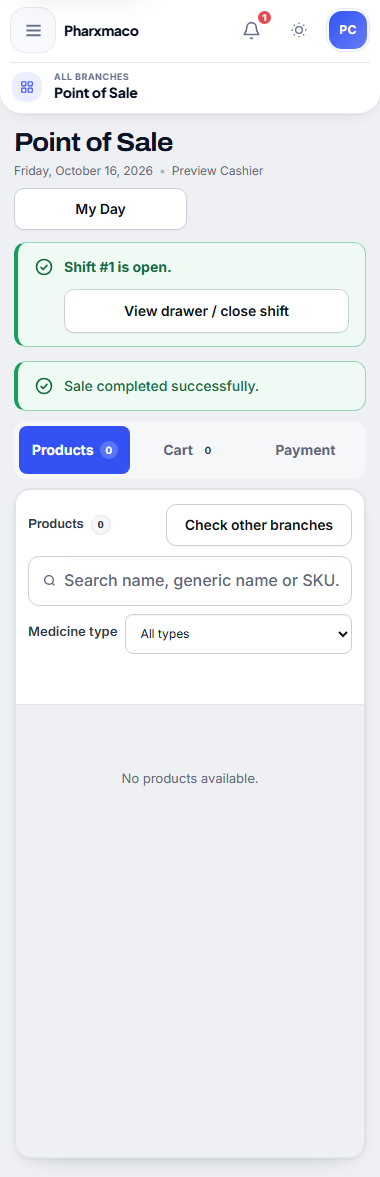 Pharxmaco
1
PC
ALL BRANCHES
Point of Sale
Point of Sale
Friday, October 16, 2026 • Preview Cashier
My Day
Shift #1 is open.
View drawer / close shift
Sale completed successfully.
Products 0
Cart 0
Payment
Products 0
Check other branches
Search name, generic name or SKU.
Medicine type
All types
No products available.